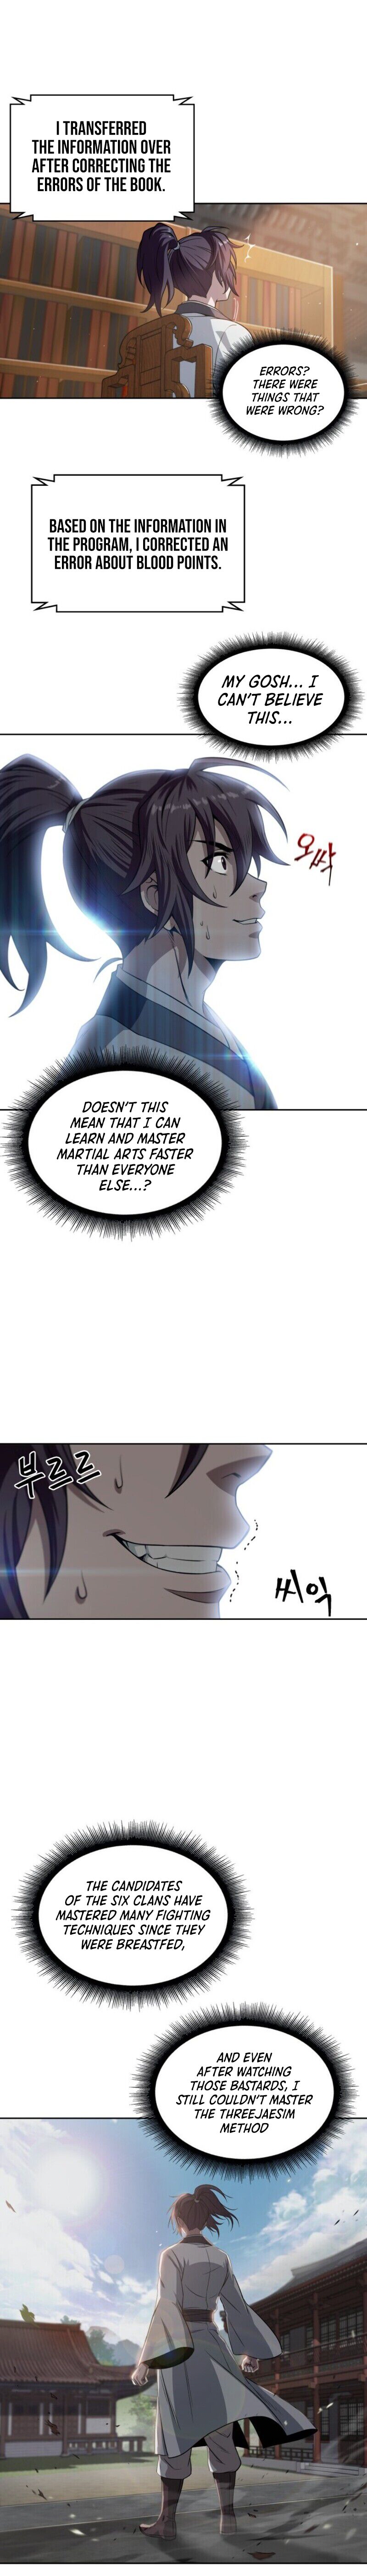 I TRANSFERRED
THE INFORMATION OVER
AFTER CORRECTING THE
ERRORS OF THE BOOK.
ERRORS?
THERE WERE
THINGS THAT
WERE WRONG?
BASED ON THE INFORMATION IN
THE PROGRAM, I CORRECTED AN
ERROR ABOUT BLOOD POINTS.
MY GOSH... I
CAN'T BELIEVE
THIS...
오싹
DOESN'T THIS
MEAN THAT I CAN
LEARN AND MASTER
MARTIAL ARTS FASTER
THAN EVERYONE
ELSE...?
부르르
씨익
THE CANDIDATES
OF THE SIX CLANS HAVE
MASTERED MANY FIGHTING
TECHNIQUES SINCE THEY
WERE BREASTFED,
AND EVEN
AFTER WATCHING
THOSE BASTARDS, I
STILL COULDN'T MASTER
THE THREEJAESIM
METHOD